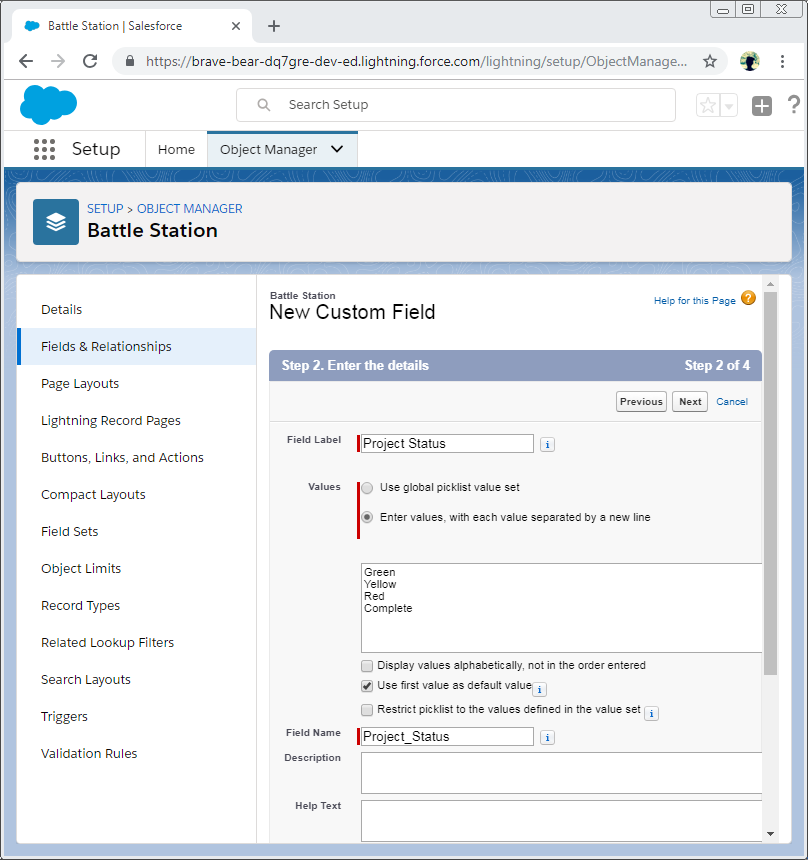 Battle Station | Salesforce
https://brave-bear-dq7gre-dev-ed.lightning.force.com/lightning/setup/ObjectManage...
Search Setup
Setup
Home
Object Manager
SETUP > OBJECT MANAGER
Battle Station
Details
Fields & Relationships
Page Layouts
Lightning Record Pages
Buttons, Links, and Actions
Compact Layouts
Field Sets
Object Limits
Record Types
Related Lookup Filters
Search Layouts
Triggers
Validation Rules
Battle Station
New Custom Field
Help for this Page ?
Step 2. Enter the details
Step 2 of 4
Previous
Next
Cancel
Field Label
Project Status
i
Values
Use global picklist value set
Enter values, with each value separated by a new line
Green
Yellow
Red
Complete
Display values alphabetically, not in the order entered
Use first value as default value i
Restrict picklist to the values defined in the value set i
Field Name
Project_Status
i
Description
Help Text